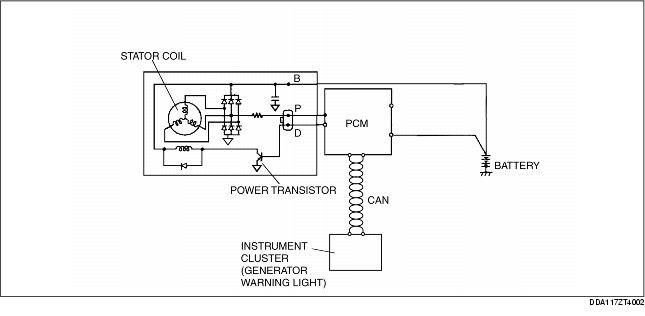 STATOR COIL
B
P
D
PCM
POWER TRANSISTOR
BATTERY
CAN
INSTRUMENT
CLUSTER
(GENERATOR
WARNING LIGHT)
DDA117ZT4002